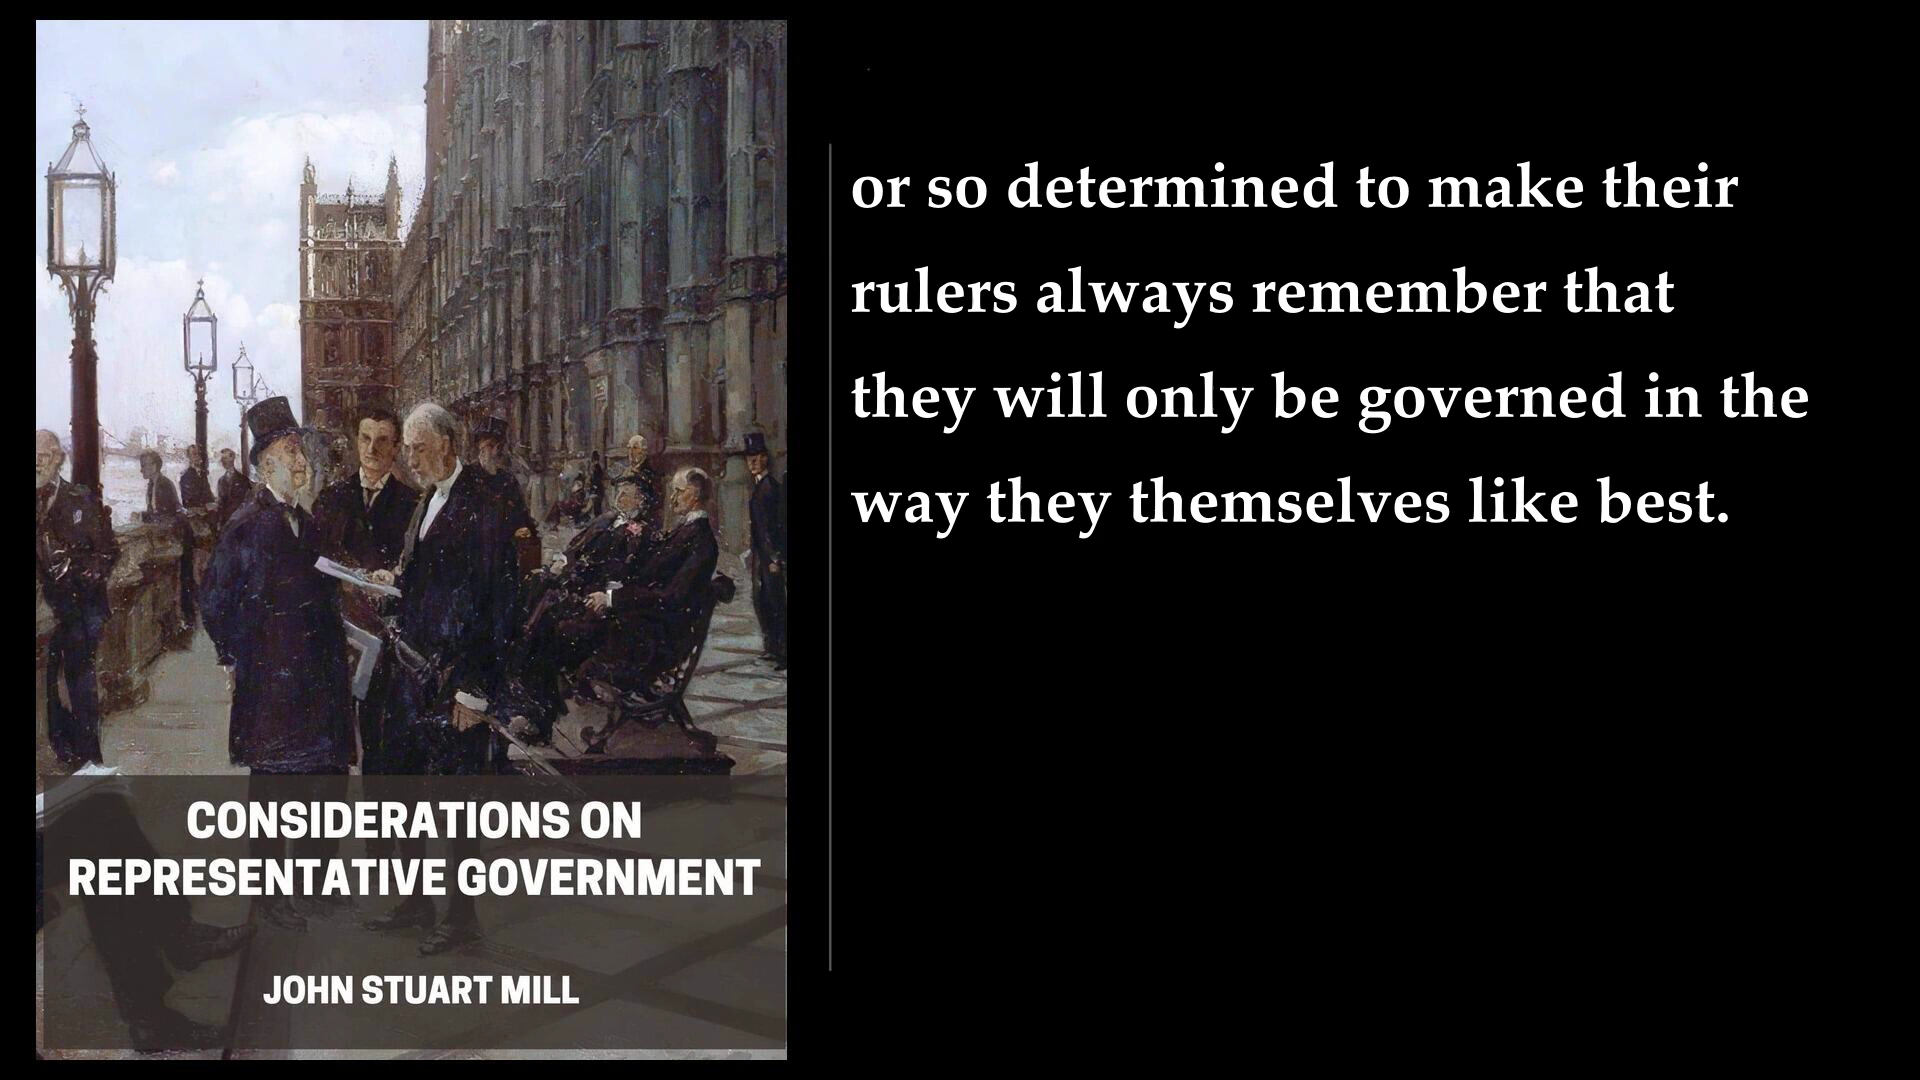 or so determined to make their
rulers always remember that
they will only be governed in the
way they themselves like best.
CONSIDERATIONS ON
REPRESENTATIVE GOVERNMENT
JOHN STUART MILL